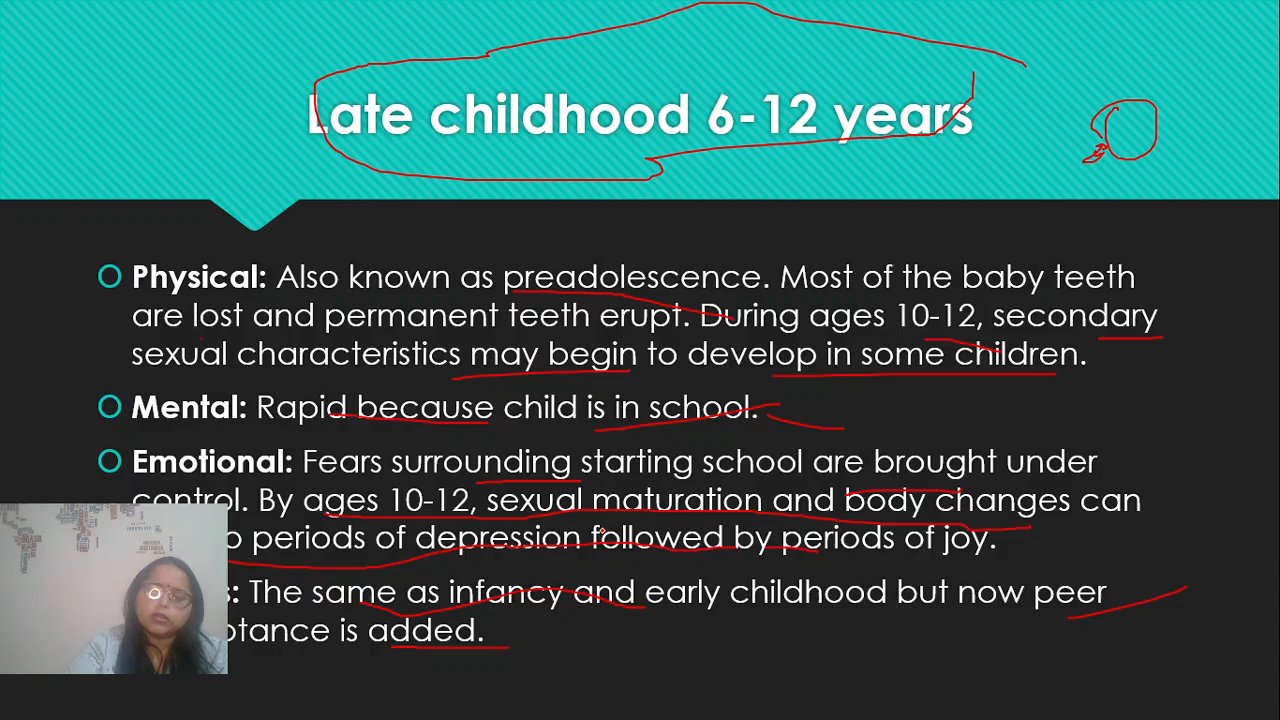 Late childhood 6-12 years
Physical: Also known as preadolescence. Most of the baby teeth
are lost and permanent teeth erupt. During ages 10-12, secondary
sexual characteristics may begin to develop in some children.
Mental: Rapid because child is in school.
Emotional: Fears surrounding starting school are brought under
control. By ages 10-12, sexual maturation and body changes can
periods of depression followed by periods of joy.
The same as infancy and early childhood but now peer
is added.